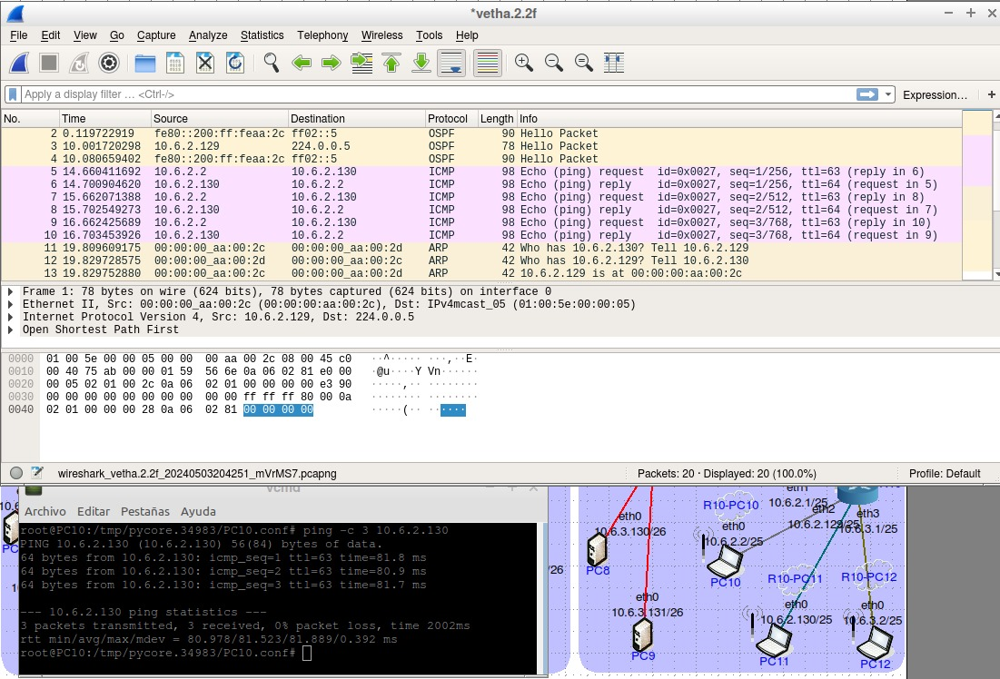 *vetha.2.2f
File Edit View Go Capture Analyze Statistics Telephony Wireless Tools Help
Apply a display filter … <Ctrl-/> Expression… +
No. Time Source Destination Protocol Length Info
2 0.119722919 fe80::200:ff:feaa:2c ff02::5 OSPF 90 Hello Packet
3 10.001720298 10.6.2.129 224.0.0.5 OSPF 78 Hello Packet
4 10.080659402 fe80::200:ff:feaa:2c ff02::5 OSPF 90 Hello Packet
5 14.660411692 10.6.2.2 10.6.2.130 ICMP 98 Echo (ping) request id=0x0027, seq=1/256, ttl=63 (reply in 6)
6 14.700904620 10.6.2.130 10.6.2.2 ICMP 98 Echo (ping) reply id=0x0027, seq=1/256, ttl=64 (request in 5)
7 15.662071388 10.6.2.2 10.6.2.130 ICMP 98 Echo (ping) request id=0x0027, seq=2/512, ttl=63 (reply in 8)
8 15.702549273 10.6.2.130 10.6.2.2 ICMP 98 Echo (ping) reply id=0x0027, seq=2/512, ttl=64 (request in 7)
9 16.662425689 10.6.2.2 10.6.2.130 ICMP 98 Echo (ping) request id=0x0027, seq=3/768, ttl=63 (reply in 10)
10 16.703453926 10.6.2.130 10.6.2.2 ICMP 98 Echo (ping) reply id=0x0027, seq=3/768, ttl=64 (request in 9)
11 19.809609175 00:00:00_aa:00:2c 00:00:00_aa:00:2d ARP 42 Who has 10.6.2.130? Tell 10.6.2.129
12 19.829728575 00:00:00_aa:00:2d 00:00:00_aa:00:2c ARP 42 Who has 10.6.2.129? Tell 10.6.2.130
13 19.829752880 00:00:00_aa:00:2c 00:00:00_aa:00:2d ARP 42 10.6.2.129 is at 00:00:00:aa:00:2c
Frame 1: 78 bytes on wire (624 bits), 78 bytes captured (624 bits) on interface 0
Ethernet II, Src: 00:00:00_aa:00:2c (00:00:00:aa:00:2c), Dst: IPv4mcast_05 (01:00:5e:00:00:05)
Internet Protocol Version 4, Src: 10.6.2.129, Dst: 224.0.0.5
Open Shortest Path First
0000 01 00 5e 00 00 05 00 00 00 aa 00 2c 08 00 45 c0 ··^····· ···,··E·
0010 00 40 75 ab 00 00 01 59 56 6e 0a 06 02 81 e0 00 ·@u····Y Vn······
0020 00 05 02 01 00 2c 0a 06 02 01 00 00 00 00 e3 90 ·····,·· ········
0030 00 00 00 00 00 00 00 00 00 00 ff ff ff 80 00 0a ········ ········
0040 02 01 00 00 00 28 0a 06 02 81 00 00 00 00 ·····(·· ······
wireshark_vetha.2.2f_20240503204251_mVrMS7.pcapng Packets: 20 · Displayed: 20 (100.0%) Profile: Default
vcmd
Archivo Editar Pestañas Ayuda
root@PC10:/tmp/pycore.34983/PC10.conf# ping -c 3 10.6.2.130
PING 10.6.2.130 (10.6.2.130) 56(84) bytes of data.
64 bytes from 10.6.2.130: icmp_seq=1 ttl=63 time=81.8 ms
64 bytes from 10.6.2.130: icmp_seq=2 ttl=63 time=80.9 ms
64 bytes from 10.6.2.130: icmp_seq=3 ttl=63 time=81.7 ms
--- 10.6.2.130 ping statistics ---
3 packets transmitted, 3 received, 0% packet loss, time 2002ms
rtt min/avg/max/mdev = 80.978/81.523/81.889/0.392 ms
root@PC10:/tmp/pycore.34983/PC10.conf#
/26
eth0
10.6.3.130/26
PC8
eth0
10.6.3.131/26
PC9
R10-PC10
eth0
10.6.2.2/25
PC10
eth1
10.6.2.1/25
eth2
10.6.2.129/25
eth3
10.6.3.1/25
R10-PC11
eth0
10.6.2.130/25
PC11
R10-PC12
eth0
10.6.3.2/25
PC12